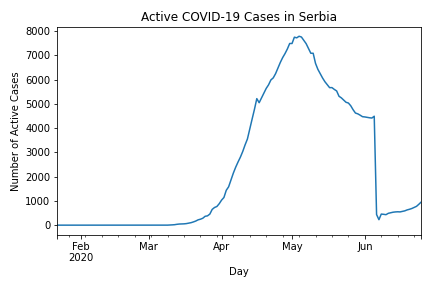 Active COVID-19 Cases in Serbia
8000
7000
6000
5000
4000
3000
2000
1000
0
Number of Active Cases
Feb Mar Apr May Jun
2020
Day